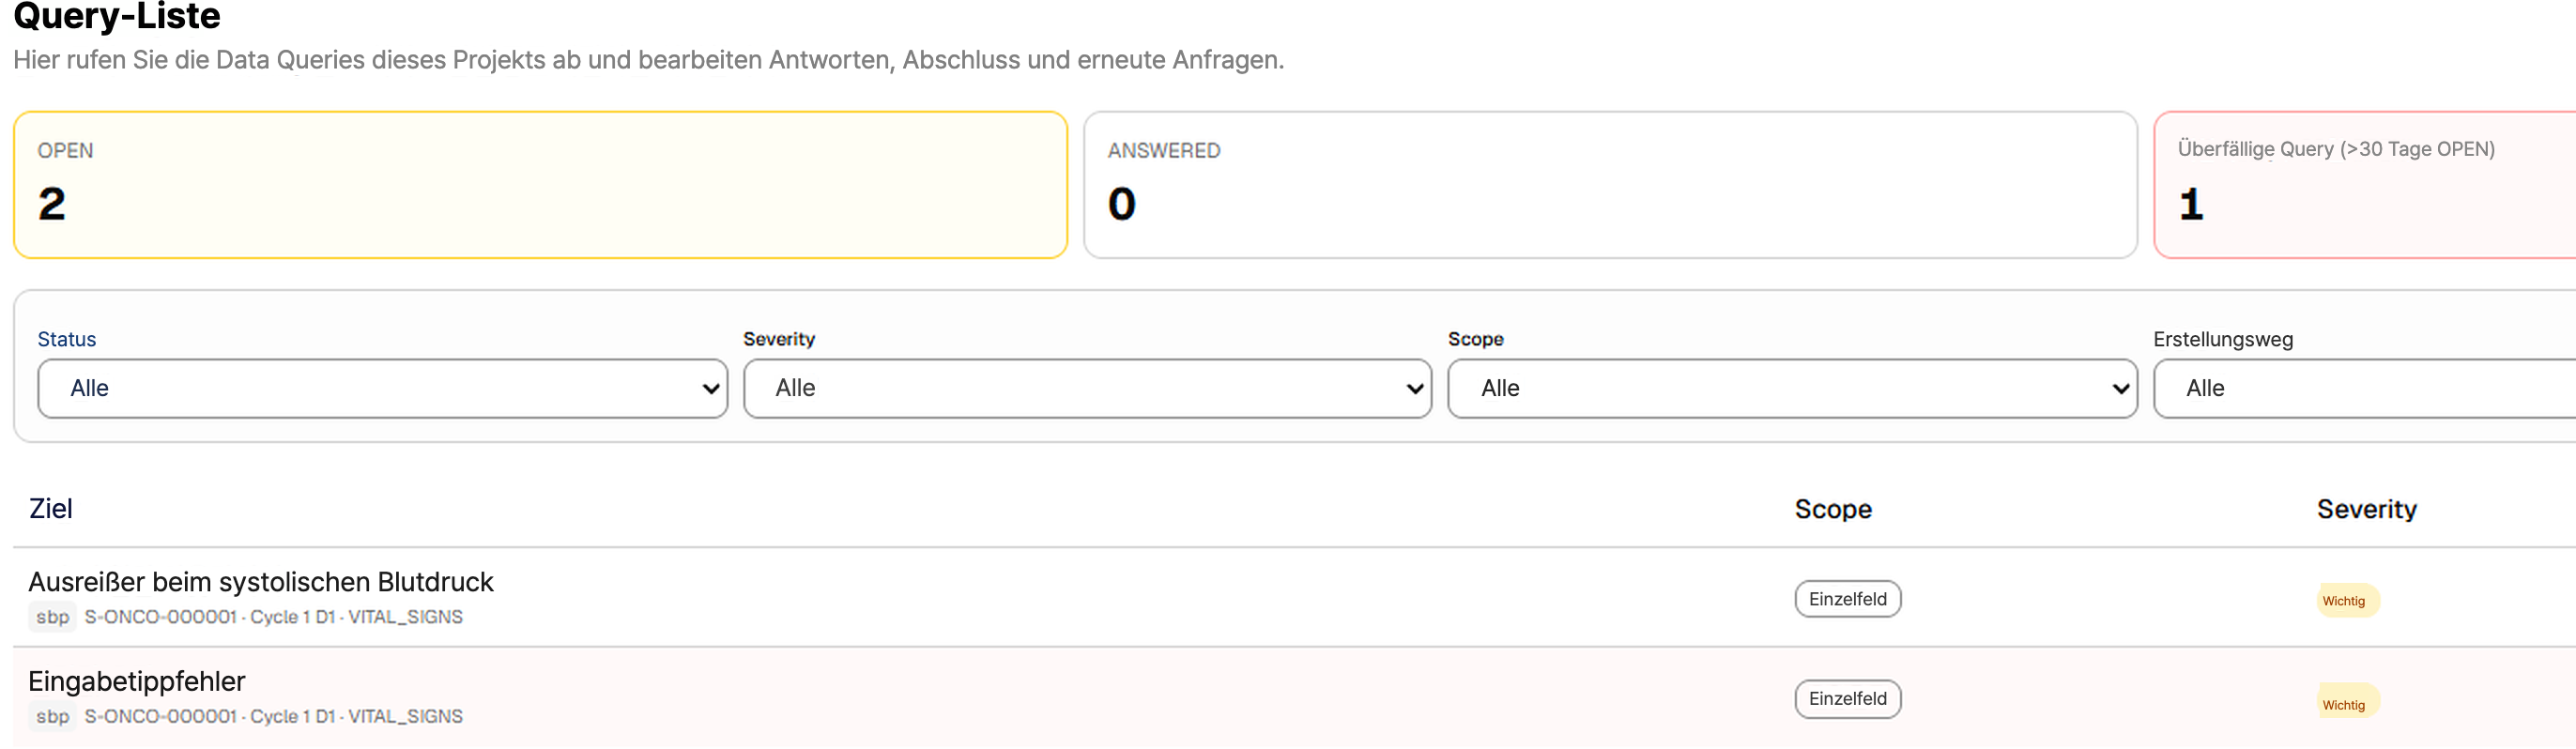 Query-Liste
Hier rufen Sie die Data Queries dieses Projekts ab und bearbeiten Antworten, Abschluss und erneute Anfragen.
OPEN
2
ANSWERED
0
Überfällige Query (>30 Tage OPEN)
1
Status
Alle
Severity
Alle
Scope
Alle
Erstellungsweg
Alle
Ziel Scope Severity
Ausreißer beim systolischen Blutdruck
sbp S-ONCO-000001 · Cycle 1 D1 · VITAL_SIGNS
Einzelfeld
Wichtig
Eingabetippfehler
sbp S-ONCO-000001 · Cycle 1 D1 · VITAL_SIGNS
Einzelfeld
Wichtig